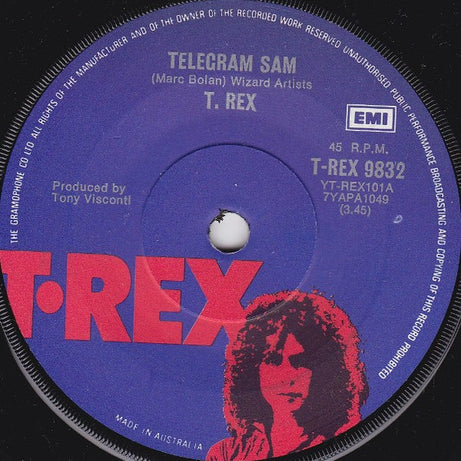 THE GRAMOPHONE CO LTD ALL RIGHTS OF THE MANUFACTURER AND OF THE OWNER OF THE RECORDED WORK RESERVED UNAUTHORISED PUBLIC PERFORMANCE BROADCASTING AND COPYING OF THIS RECORD PROHIBITED
TELEGRAM SAM
(Marc Bolan) Wizard Artists
T. REX
EMI
45 R.P.M.
T-REX 9832
YT-REX101A
7YAPA1049
(3.45)
Produced by
Tony Visconti
T·REX
MADE IN AUSTRALIA